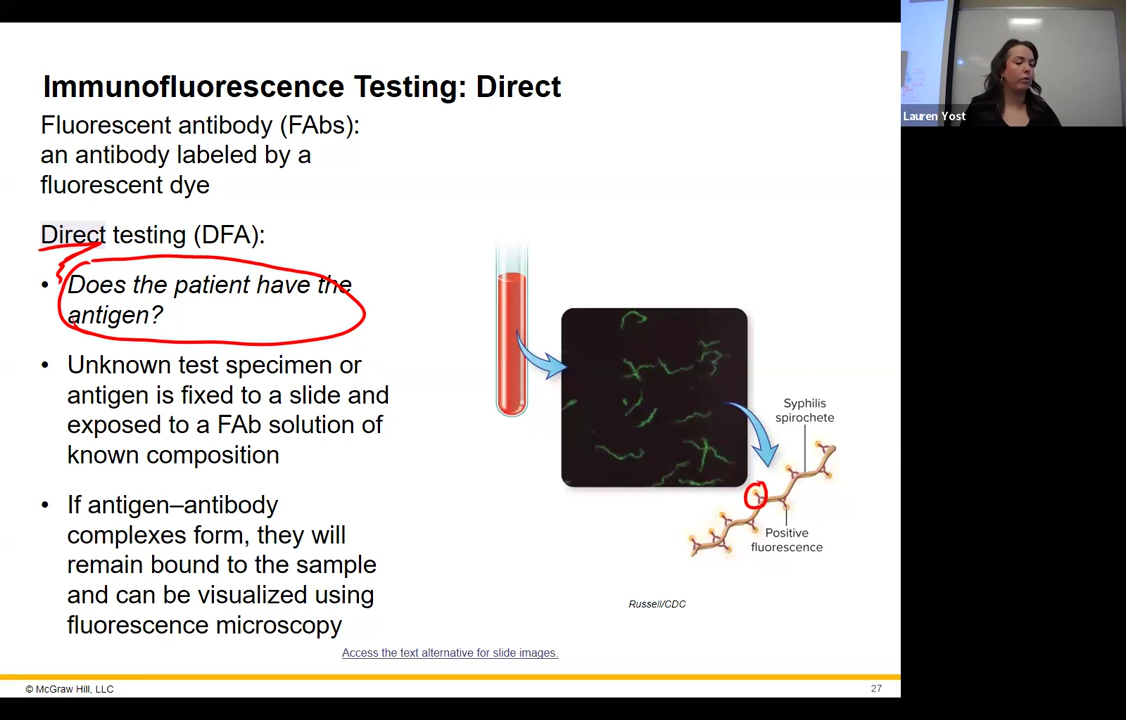 Immunofluorescence Testing: Direct
Fluorescent antibody (FAbs):
an antibody labeled by a
fluorescent dye
Direct testing (DFA):
• Does the patient have the
antigen?
• Unknown test specimen or
antigen is fixed to a slide and
exposed to a FAb solution of
known composition
• If antigen–antibody
complexes form, they will
remain bound to the sample
and can be visualized using
fluorescence microscopy
Syphilis
spirochete
Positive
fluorescence
Russell/CDC
Access the text alternative for slide images.
© McGraw Hill, LLC
27
Lauren Yost